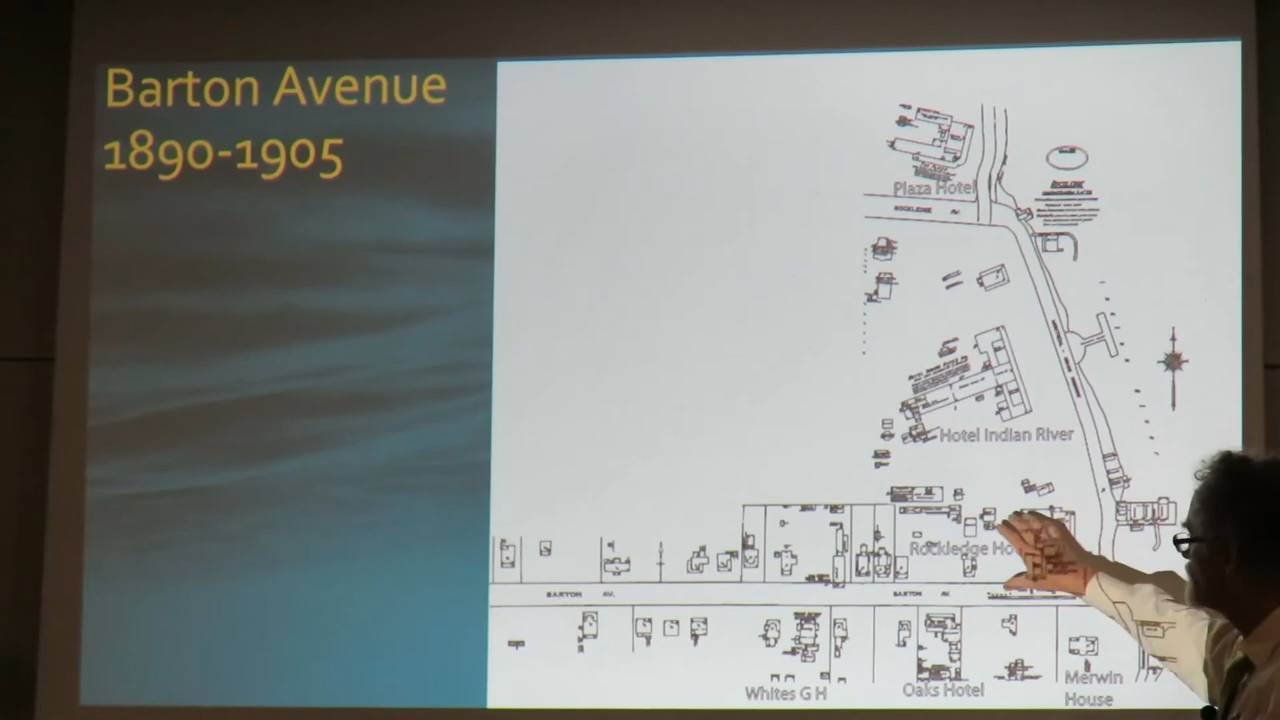 Barton Avenue
1890-1905
Plaza Hotel
ROCKLEDGE AV.
Hotel Indian River
Rockledge Ho
BARTON AV.
BARTON AV.
Whites G H
Oaks Hotel
Merwin
House